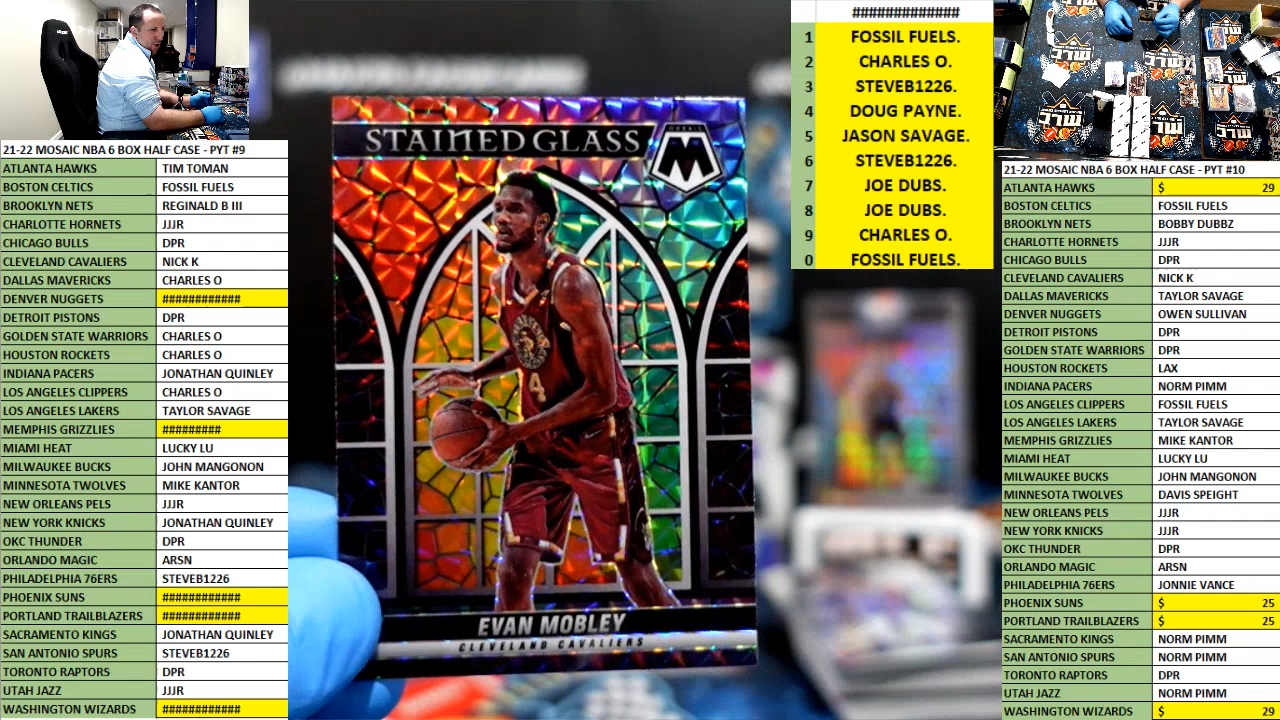 21-22 MOSAIC NBA 6 BOX HALF CASE - PYT #9
ATLANTA HAWKS TIM TOMAN
BOSTON CELTICS FOSSIL FUELS
BROOKLYN NETS REGINALD B III
CHARLOTTE HORNETS JJJR
CHICAGO BULLS DPR
CLEVELAND CAVALIERS NICK K
DALLAS MAVERICKS CHARLES O
DENVER NUGGETS ############
DETROIT PISTONS DPR
GOLDEN STATE WARRIORS CHARLES O
HOUSTON ROCKETS CHARLES O
INDIANA PACERS JONATHAN QUINLEY
LOS ANGELES CLIPPERS CHARLES O
LOS ANGELES LAKERS TAYLOR SAVAGE
MEMPHIS GRIZZLIES #########
MIAMI HEAT LUCKY LU
MILWAUKEE BUCKS JOHN MANGONON
MINNESOTA TWOLVES MIKE KANTOR
NEW ORLEANS PELS JJJR
NEW YORK KNICKS JONATHAN QUINLEY
OKC THUNDER DPR
ORLANDO MAGIC ARSN
PHILADELPHIA 76ERS STEVEB1226
PHOENIX SUNS ############
PORTLAND TRAILBLAZERS ############
SACRAMENTO KINGS JONATHAN QUINLEY
SAN ANTONIO SPURS STEVEB1226
TORONTO RAPTORS DPR
UTAH JAZZ JJJR
WASHINGTON WIZARDS ############
STAINED GLASS
MOSAIC
4
EVAN MOBLEY
CLEVELAND CAVALIERS
#############
1 FOSSIL FUELS.
2 CHARLES O.
3 STEVEB1226.
4 DOUG PAYNE.
5 JASON SAVAGE.
6 STEVEB1226.
7 JOE DUBS.
8 JOE DUBS.
9 CHARLES O.
0 FOSSIL FUELS.
21-22 MOSAIC NBA 6 BOX HALF CASE - PYT #10
ATLANTA HAWKS $ 29
BOSTON CELTICS FOSSIL FUELS
BROOKLYN NETS BOBBY DUBBZ
CHARLOTTE HORNETS JJJR
CHICAGO BULLS DPR
CLEVELAND CAVALIERS NICK K
DALLAS MAVERICKS TAYLOR SAVAGE
DENVER NUGGETS OWEN SULLIVAN
DETROIT PISTONS DPR
GOLDEN STATE WARRIORS DPR
HOUSTON ROCKETS LAX
INDIANA PACERS NORM PIMM
LOS ANGELES CLIPPERS FOSSIL FUELS
LOS ANGELES LAKERS TAYLOR SAVAGE
MEMPHIS GRIZZLIES MIKE KANTOR
MIAMI HEAT LUCKY LU
MILWAUKEE BUCKS JOHN MANGONON
MINNESOTA TWOLVES DAVIS SPEIGHT
NEW ORLEANS PELS JJJR
NEW YORK KNICKS JJJR
OKC THUNDER DPR
ORLANDO MAGIC ARSN
PHILADELPHIA 76ERS JONNIE VANCE
PHOENIX SUNS $ 25
PORTLAND TRAILBLAZERS $ 25
SACRAMENTO KINGS NORM PIMM
SAN ANTONIO SPURS NORM PIMM
TORONTO RAPTORS DPR
UTAH JAZZ NORM PIMM
WASHINGTON WIZARDS $ 29